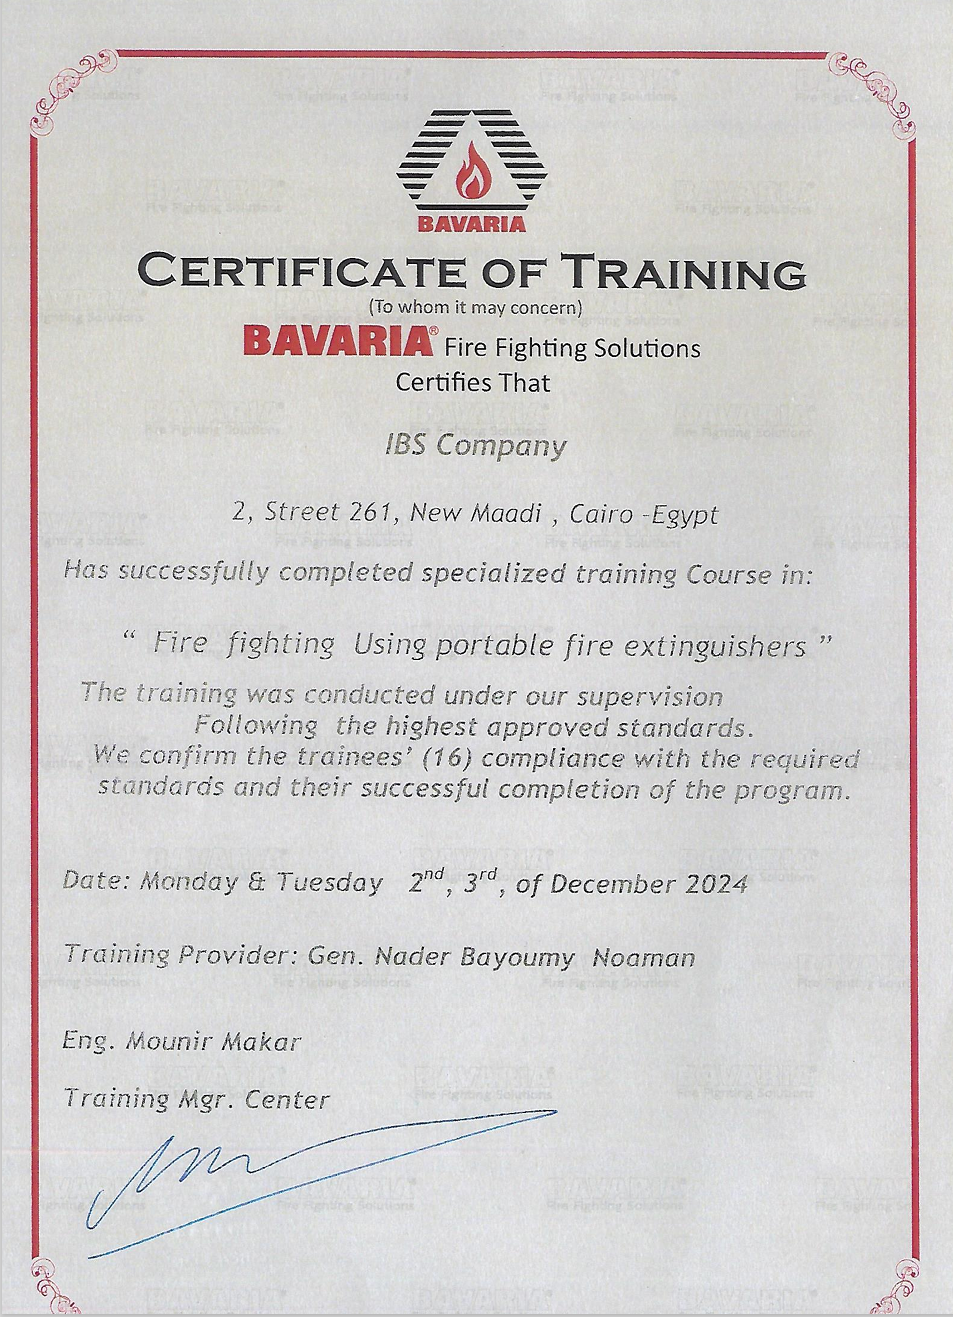 BAVARIA
CERTIFICATE OF TRAINING
(To whom it may concern)
BAVARIA® Fire Fighting Solutions
Certifies That
IBS Company
2, Street 261, New Maadi , Cairo -Egypt
Has successfully completed specialized training Course in:
“ Fire fighting Using portable fire extinguishers ”
The training was conducted under our supervision
Following the highest approved standards.
We confirm the trainees’ (16) compliance with the required
standards and their successful completion of the program.
Date: Monday & Tuesday 2nd, 3rd, of December 2024
Training Provider: Gen. Nader Bayoumy Noaman
Eng. Mounir Makar
Training Mgr. Center